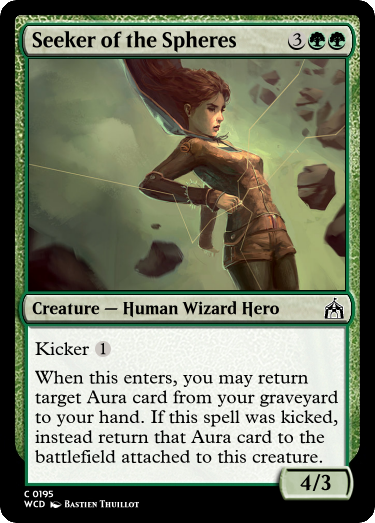 Seeker of the Spheres 3
Creature — Human Wizard Hero
Kicker 1
When this enters, you may return
target Aura card from your graveyard
to your hand. If this spell was kicked,
instead return that Aura card to the
battlefield attached to this creature.
4/3
C 0195
WCD Bastien Thuillot